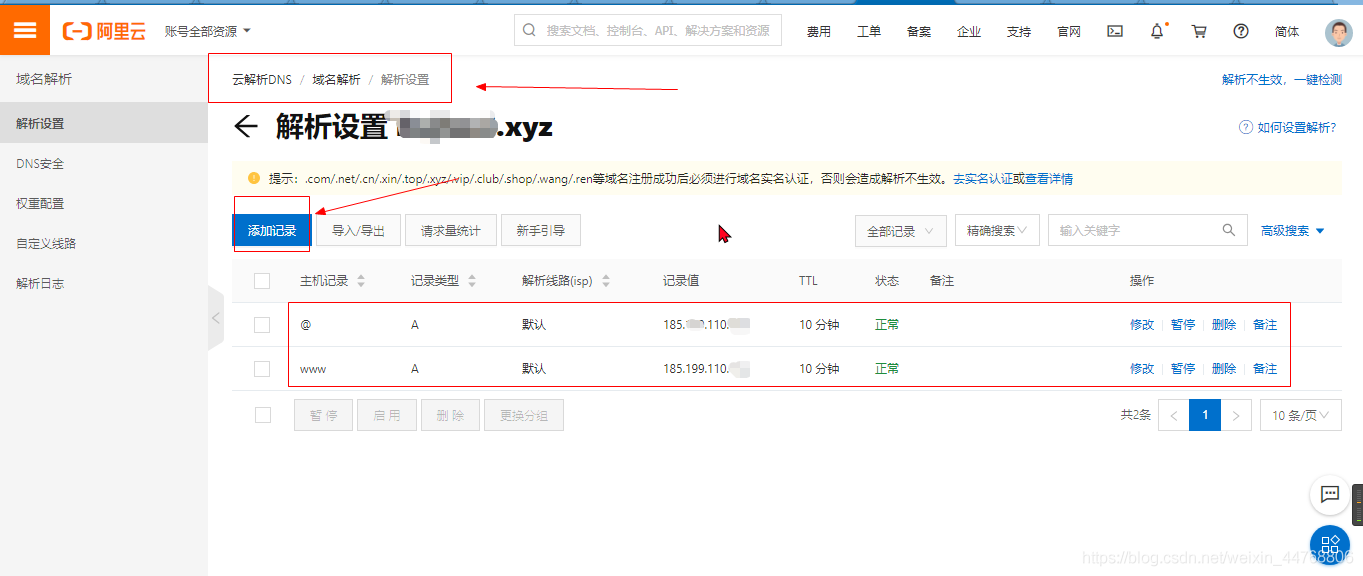 阿里云 账号全部资源 搜索文档、控制台、API、解决方案和资源 费用 工单 备案 企业 支持 官网 简体
域名解析
解析设置
DNS安全
权重配置
自定义线路
解析日志
云解析DNS / 域名解析 / 解析设置
解析不生效，一键检测
解析设置 .xyz
如何设置解析?
提示：.com/.net/.cn/.xin/.top/.xyz/.vip/.club/.shop/.wang/.ren等域名注册成功后必须进行域名实名认证，否则会造成解析不生效。去实名认证或查看详情
添加记录 导入/导出 请求量统计 新手引导 全部记录 精确搜索 输入关键字 高级搜索
主机记录 记录类型 解析线路(isp) 记录值 TTL 状态 备注 操作
@ A 默认 185. .110. 10 分钟 正常 修改 暂停 删除 备注
www A 默认 185.199.110. 10 分钟 正常 修改 暂停 删除 备注
暂停 启用 删除 更换分组 共2条 < 1 > 10 条/页
https://blog.csdn.net/weixin_44768806